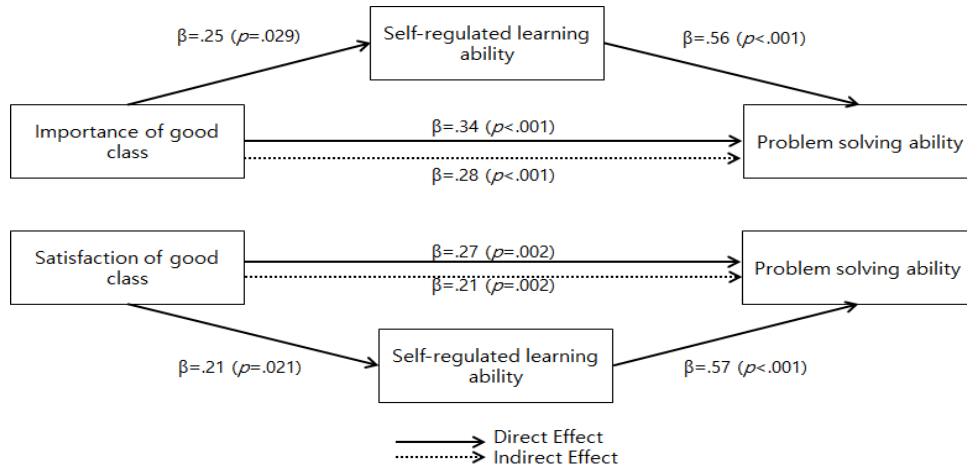 β=.25 (p=.029)
Self-regulated learning
ability
β=.56 (p<.001)
Importance of good
class
β=.34 (p<.001)
β=.28 (p<.001)
Problem solving ability
Satisfaction of good
class
β=.27 (p=.002)
β=.21 (p=.002)
Problem solving ability
β=.21 (p=.021)
Self-regulated learning
ability
β=.57 (p<.001)
Direct Effect
Indirect Effect